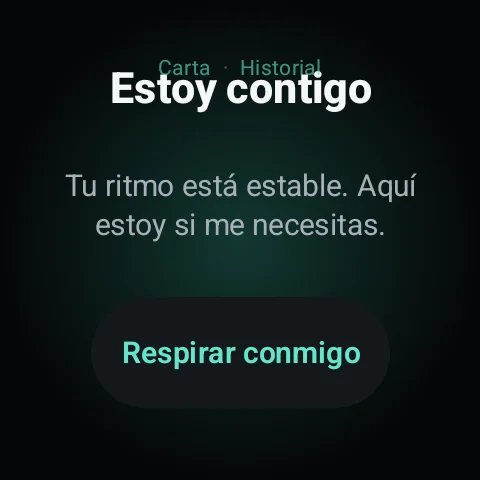 Carta · Historial
Estoy contigo
Tu ritmo está estable. Aquí
estoy si me necesitas.
Respirar conmigo